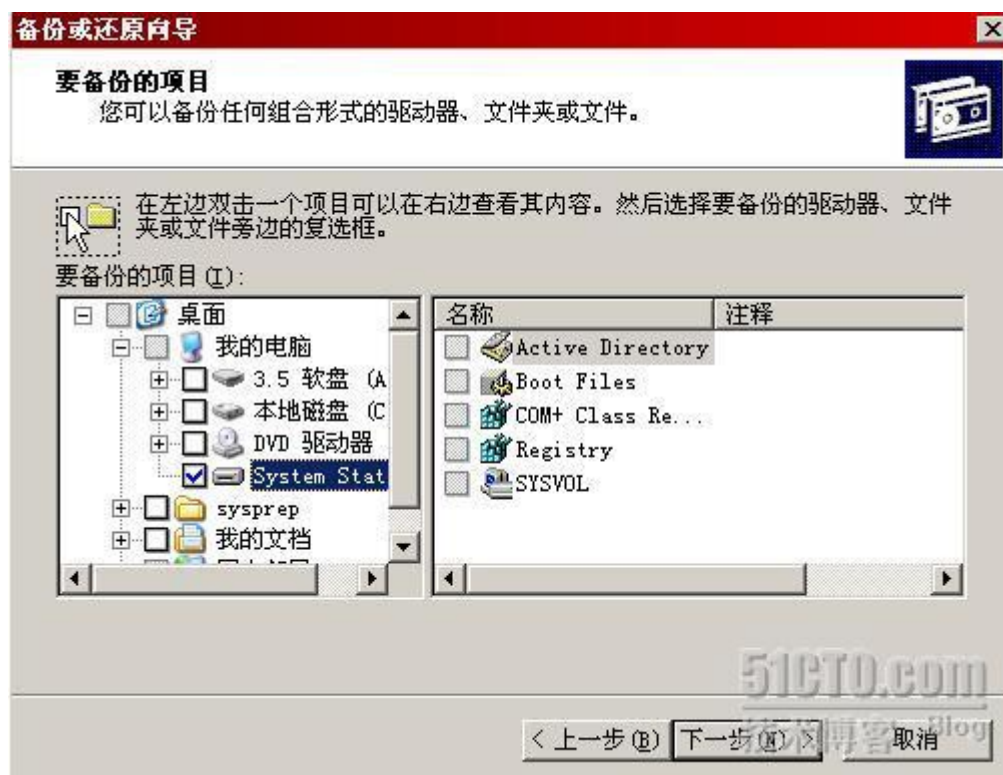 备份或还原向导
要备份的项目
您可以备份任何组合形式的驱动器、文件夹或文件。
在左边双击一个项目可以在右边查看其内容。然后选择要备份的驱动器、文件
夹或文件旁边的复选框。
要备份的项目(I):
桌面
我的电脑
3.5 软盘 (A
本地磁盘 (C
DVD 驱动器
System Stat
sysprep
我的文档
名称 注释
Active Directory
Boot Files
COM+ Class Re...
Registry
SYSVOL
51CTO.com
技术博客 Blog
< 上一步(B) 下一步(N) > 取消